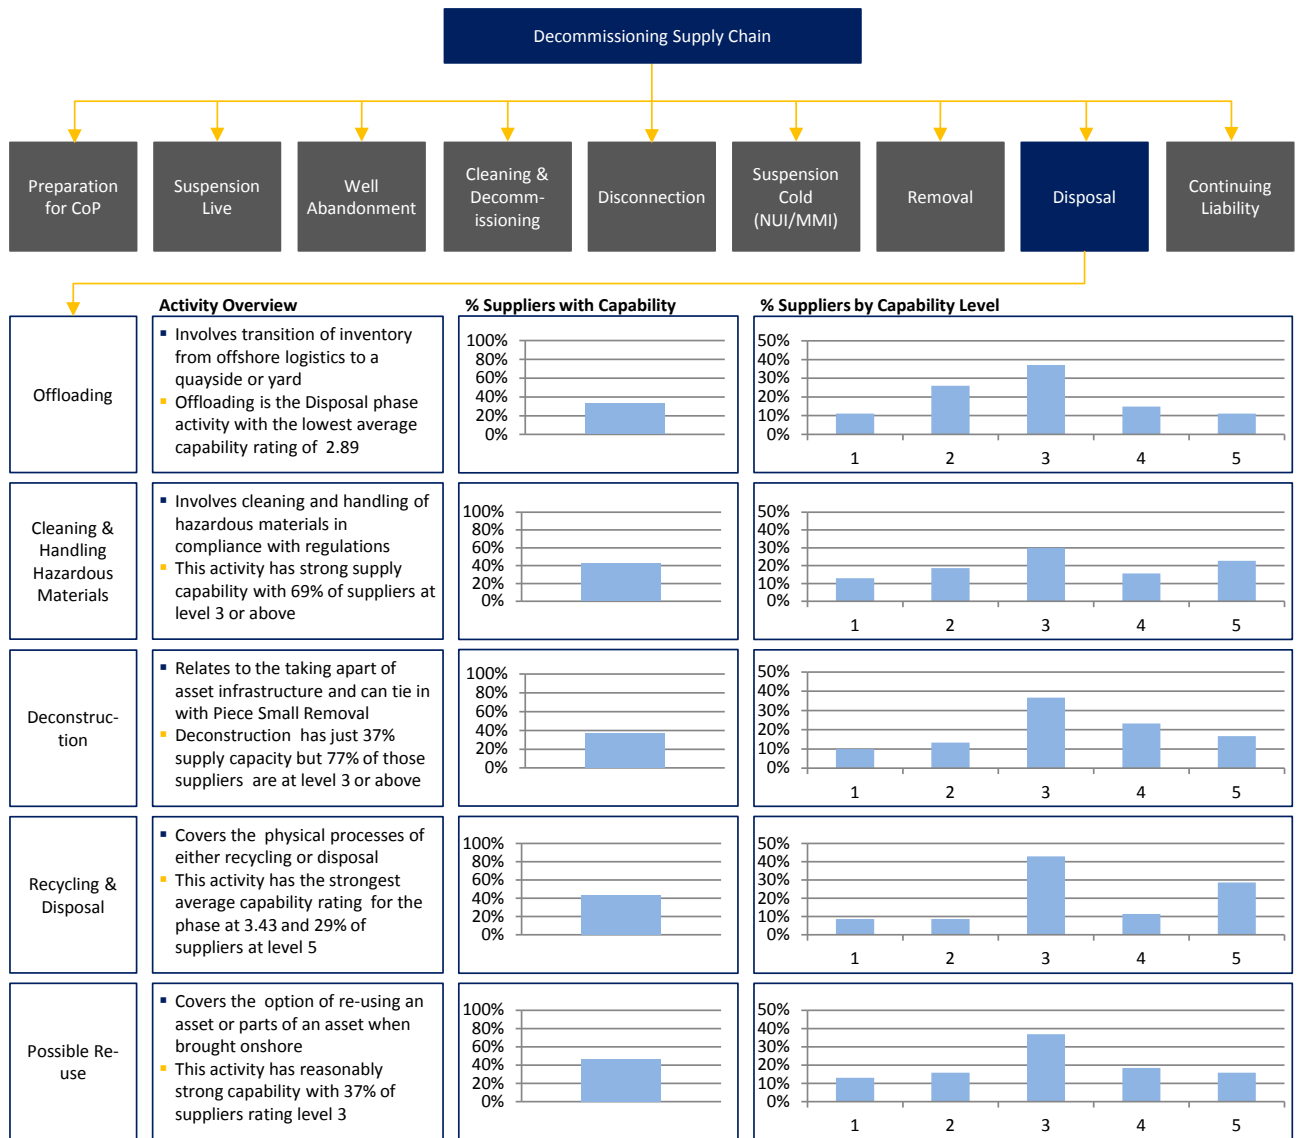 Decommissioning Supply Chain
Preparation
for CoP
Suspension
Live
Well
Abandonment
Cleaning &
Decomm-
issioning
Disconnection
Suspension
Cold
(NUI/MMI)
Removal
Disposal
Continuing
Liability
Activity Overview
% Suppliers with Capability
% Suppliers by Capability Level
Offloading
▪ Involves transition of inventory
from offshore logistics to a
quayside or yard
▪ Offloading is the Disposal phase
activity with the lowest average
capability rating of 2.89
100%
80%
60%
40%
20%
0%
50%
40%
30%
20%
10%
0%
1 2 3 4 5
Cleaning &
Handling
Hazardous
Materials
▪ Involves cleaning and handling of
hazardous materials in
compliance with regulations
▪ This activity has strong supply
capability with 69% of suppliers at
level 3 or above
100%
80%
60%
40%
20%
0%
50%
40%
30%
20%
10%
0%
1 2 3 4 5
Deconstruc-
tion
▪ Relates to the taking apart of
asset infrastructure and can tie in
with Piece Small Removal
▪ Deconstruction has just 37%
supply capacity but 77% of those
suppliers are at level 3 or above
100%
80%
60%
40%
20%
0%
50%
40%
30%
20%
10%
0%
1 2 3 4 5
Recycling &
Disposal
▪ Covers the physical processes of
either recycling or disposal
▪ This activity has the strongest
average capability rating for the
phase at 3.43 and 29% of
suppliers at level 5
100%
80%
60%
40%
20%
0%
50%
40%
30%
20%
10%
0%
1 2 3 4 5
Possible Re-
use
▪ Covers the option of re-using an
asset or parts of an asset when
brought onshore
▪ This activity has reasonably
strong capability with 37% of
suppliers rating level 3
100%
80%
60%
40%
20%
0%
50%
40%
30%
20%
10%
0%
1 2 3 4 5